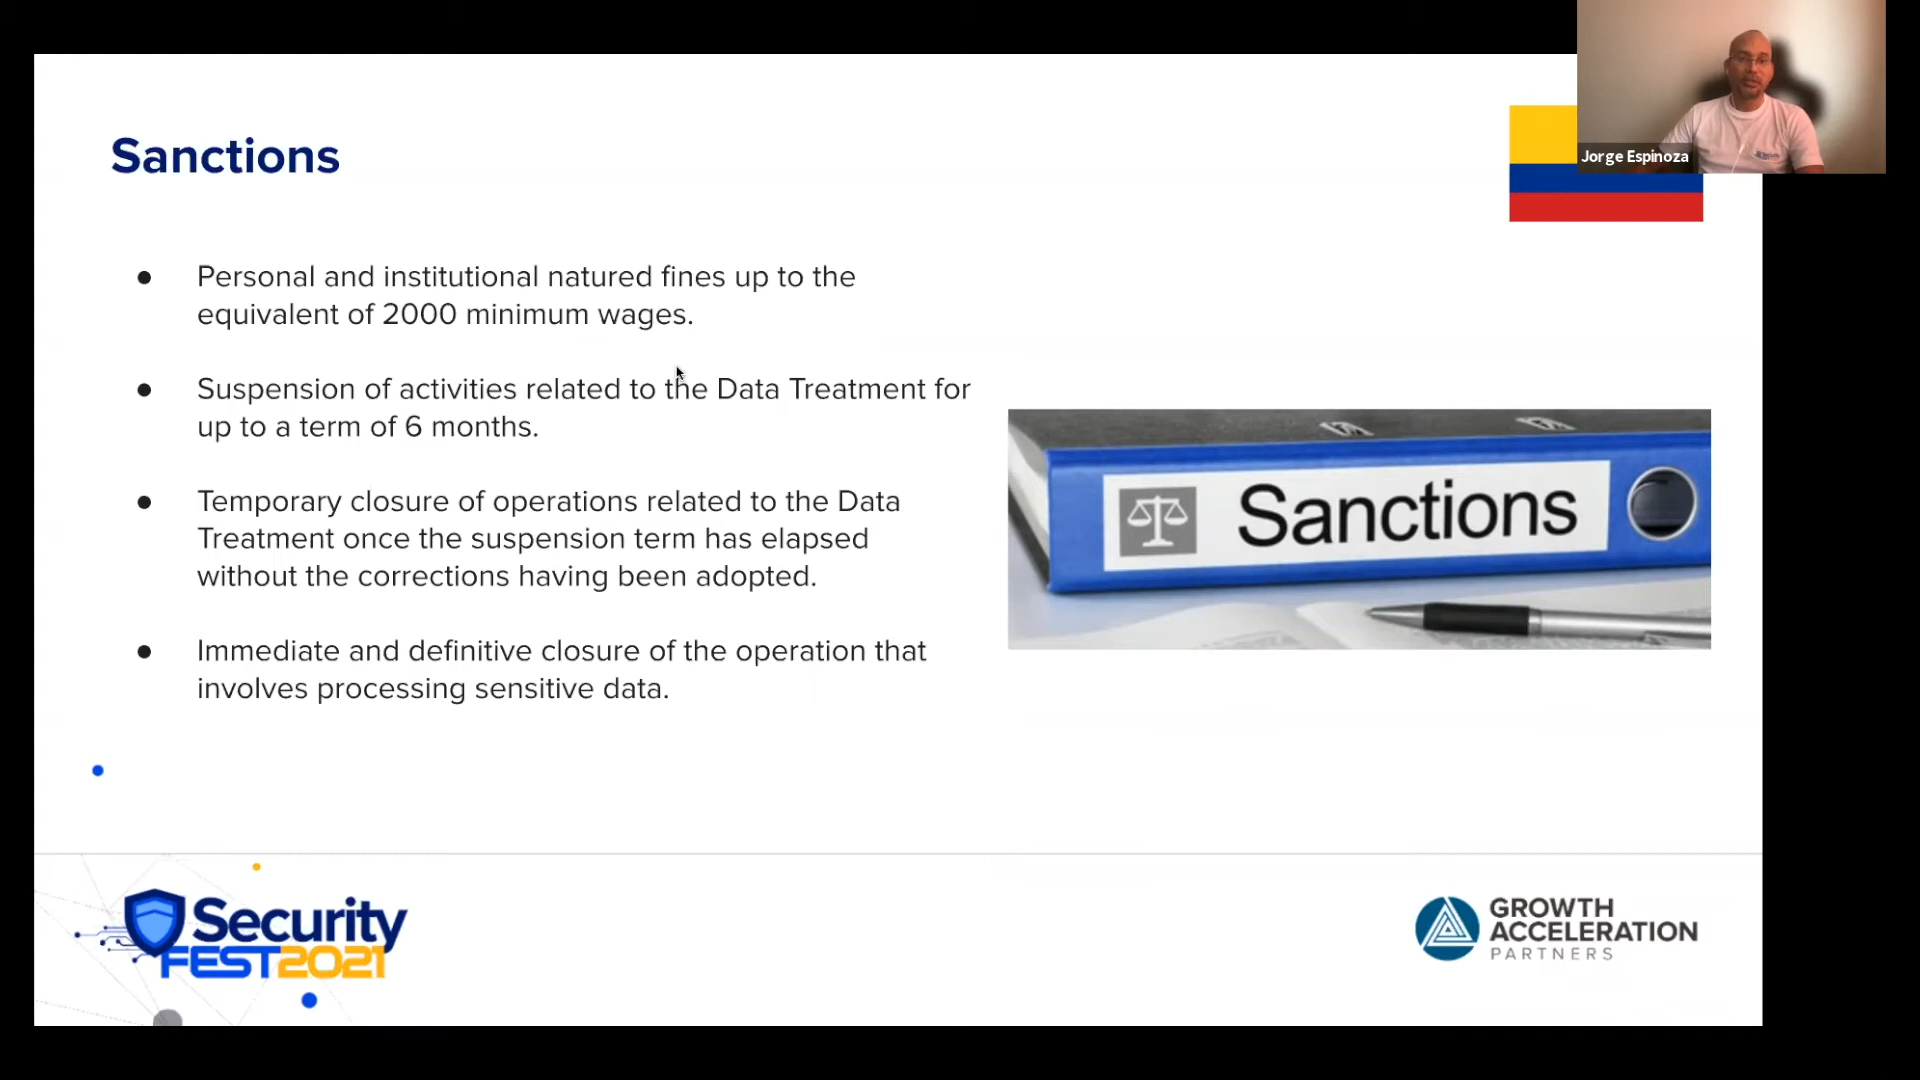 Jorge Espinoza
Sanctions
● Personal and institutional natured fines up to the
equivalent of 2000 minimum wages.
● Suspension of activities related to the Data Treatment for
up to a term of 6 months.
● Temporary closure of operations related to the Data
Treatment once the suspension term has elapsed
without the corrections having been adopted.
● Immediate and definitive closure of the operation that
involves processing sensitive data.
Sanctions
Security
FEST2021
GROWTH
ACCELERATION
PARTNERS